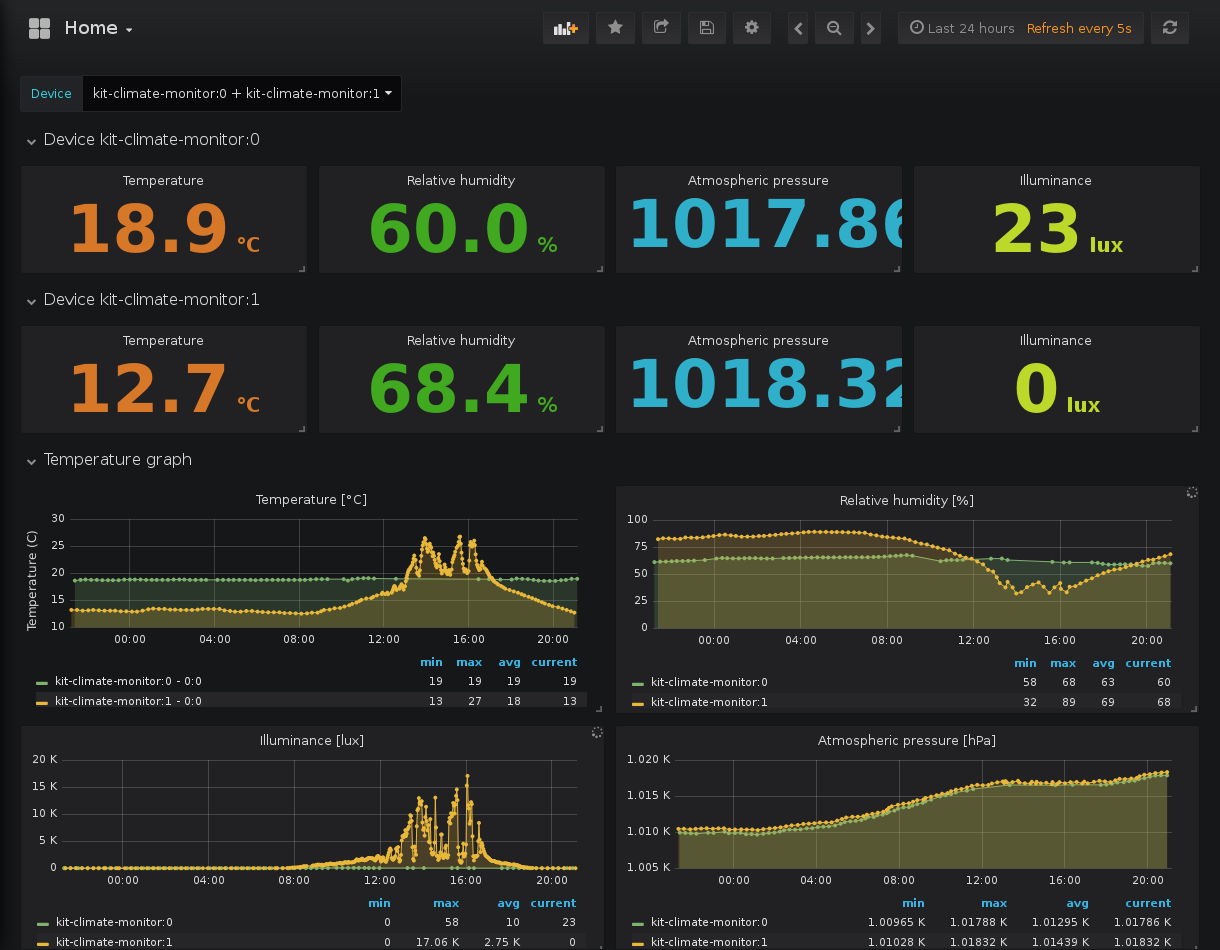 Home
Last 24 hours Refresh every 5s
Device kit-climate-monitor:0 + kit-climate-monitor:1
Device kit-climate-monitor:0
Temperature Relative humidity Atmospheric pressure Illuminance
18.9 °C 60.0 % 1017.86 23 lux
Device kit-climate-monitor:1
Temperature Relative humidity Atmospheric pressure Illuminance
12.7 °C 68.4 % 1018.32 0 lux
Temperature graph
Temperature [°C]
Temperature (C)
30
25
20
15
10
00:00 04:00 08:00 12:00 16:00 20:00
min max avg current
kit-climate-monitor:0 - 0:0 19 19 19 19
kit-climate-monitor:1 - 0:0 13 27 18 13
Relative humidity [%]
100
75
50
25
0
00:00 04:00 08:00 12:00 16:00 20:00
min max avg current
kit-climate-monitor:0 58 68 63 60
kit-climate-monitor:1 32 89 69 68
Illuminance [lux]
20 K
15 K
10 K
5 K
0
00:00 04:00 08:00 12:00 16:00 20:00
min max avg current
kit-climate-monitor:0 0 58 10 23
kit-climate-monitor:1 0 17.06 K 2.75 K 0
Atmospheric pressure [hPa]
1.020 K
1.015 K
1.010 K
1.005 K
00:00 04:00 08:00 12:00 16:00 20:00
min max avg current
kit-climate-monitor:0 1.00965 K 1.01788 K 1.01295 K 1.01786 K
kit-climate-monitor:1 1.01028 K 1.01832 K 1.01439 K 1.01832 K